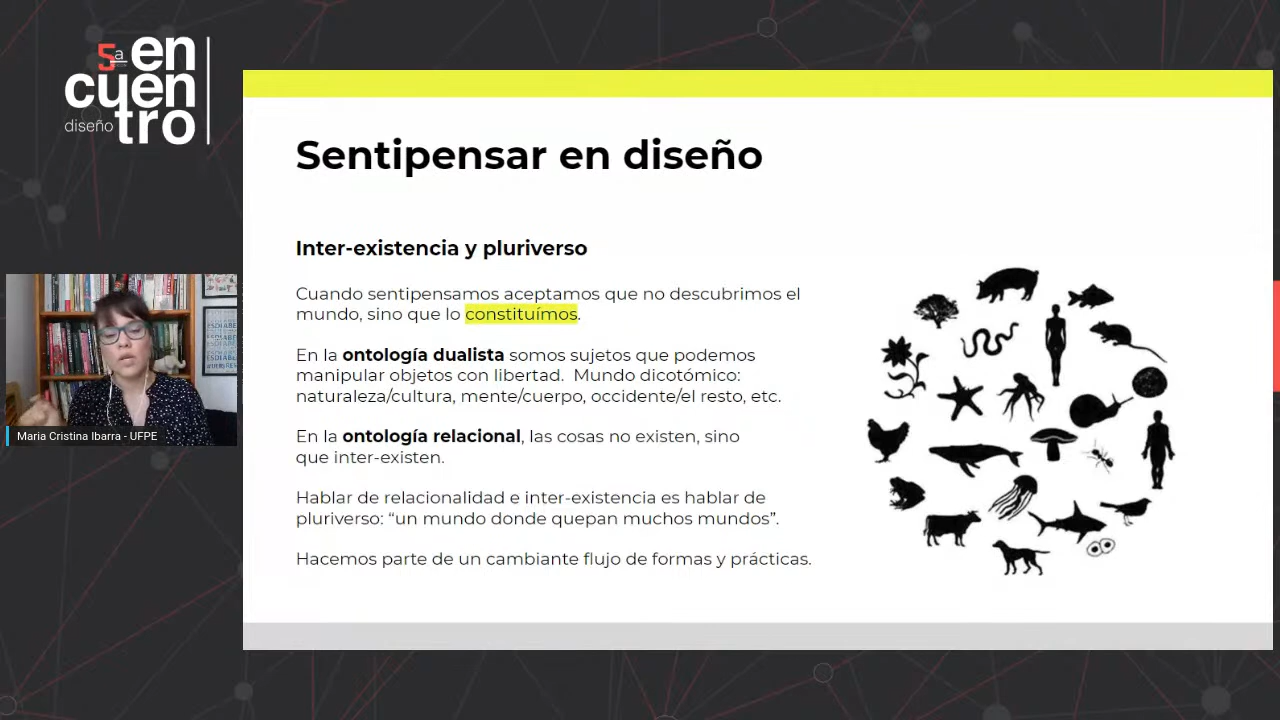 5a en
cuen
diseño tro
Sentipensar en diseño
Inter-existencia y pluriverso
Cuando sentipensamos aceptamos que no descubrimos el
mundo, sino que lo constituímos.
En la ontología dualista somos sujetos que podemos
manipular objetos con libertad. Mundo dicotómico:
naturaleza/cultura, mente/cuerpo, occidente/el resto, etc.
En la ontología relacional, las cosas no existen, sino
que inter-existen.
Hablar de relacionalidad e inter-existencia es hablar de
pluriverso: “un mundo donde quepan muchos mundos”.
Hacemos parte de un cambiante flujo de formas y prácticas.
Maria Cristina Ibarra - UFPE